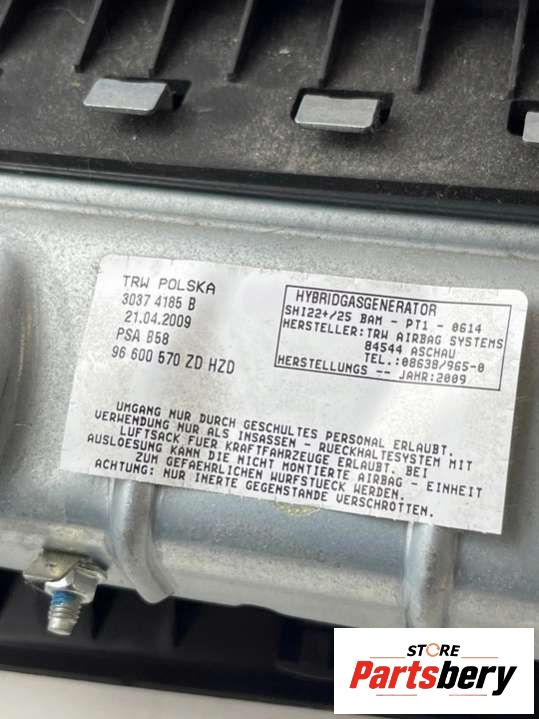 TRW POLSKA
3037 4185 B
21.04.2009
PSA B58
96 600 570 ZD HZD
HYBRIDGASGENERATOR
SHI22+/25 BAM - PT1 - 0614
HERSTELLER:TRW AIRBAG SYSTEMS
84544 ASCHAU
TEL.:08638/965-0
HERSTELLUNGS -- JAHR:2009
UMGANG NUR DURCH GESCHULTES PERSONAL ERLAUBT.
VERWENDUNG NUR ALS INSASSEN - RUECKHALTESYSTEM MIT
LUFTSACK FUER KRAFTFAHRZEUGE ERLAUBT. BEI
AUSLOESUNG KANN DIE NICHT MONTIERTE AIRBAG - EINHEIT
ZUM GEFAEHRLICHEN WURFSTUECK WERDEN.
ACHTUNG: NUR INERTE GEGENSTANDE VERSCHROTTEN.
STORE
Partsbery